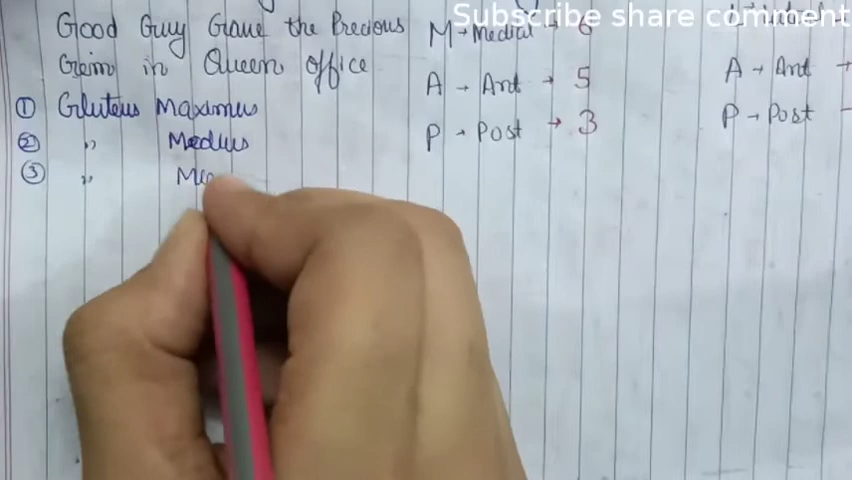 Subscribe share comment
Good Guy Gave the Precious
Gem in Queen office
① Gluteus Maximus
② " Medius
③ "
M → Medial → 6
A → Ant → 5
P → Post → 3
A → Ant →
P → Post -